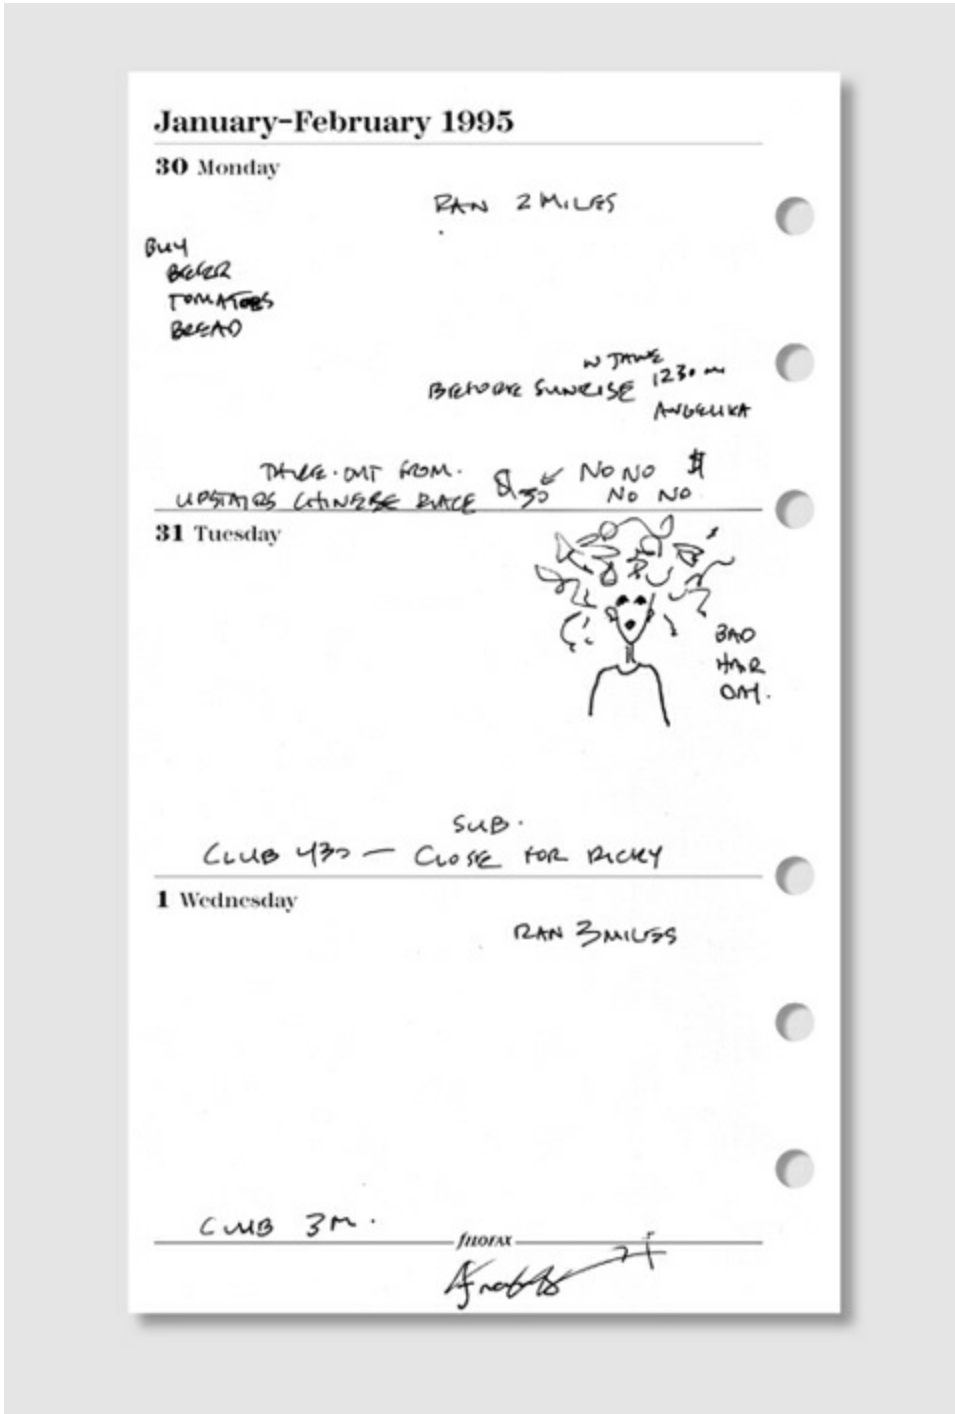 January–February 1995
30 Monday
RAN 2 MILES
BUY
BEER
TOMATOES
BREAD
W JANE
BEFORE SUNRISE 1230
ANGELIKA
TAKE-OUT FROM.
UPSTAIRS CHINESE PLACE
30 NO NO $
NO NO
31 Tuesday
BAD
HAIR
DAY.
SUB.
CLUB 430 — CLOSE FOR RICKY
1 Wednesday
RAN 3 MILES
CLUB 3M.
filofax